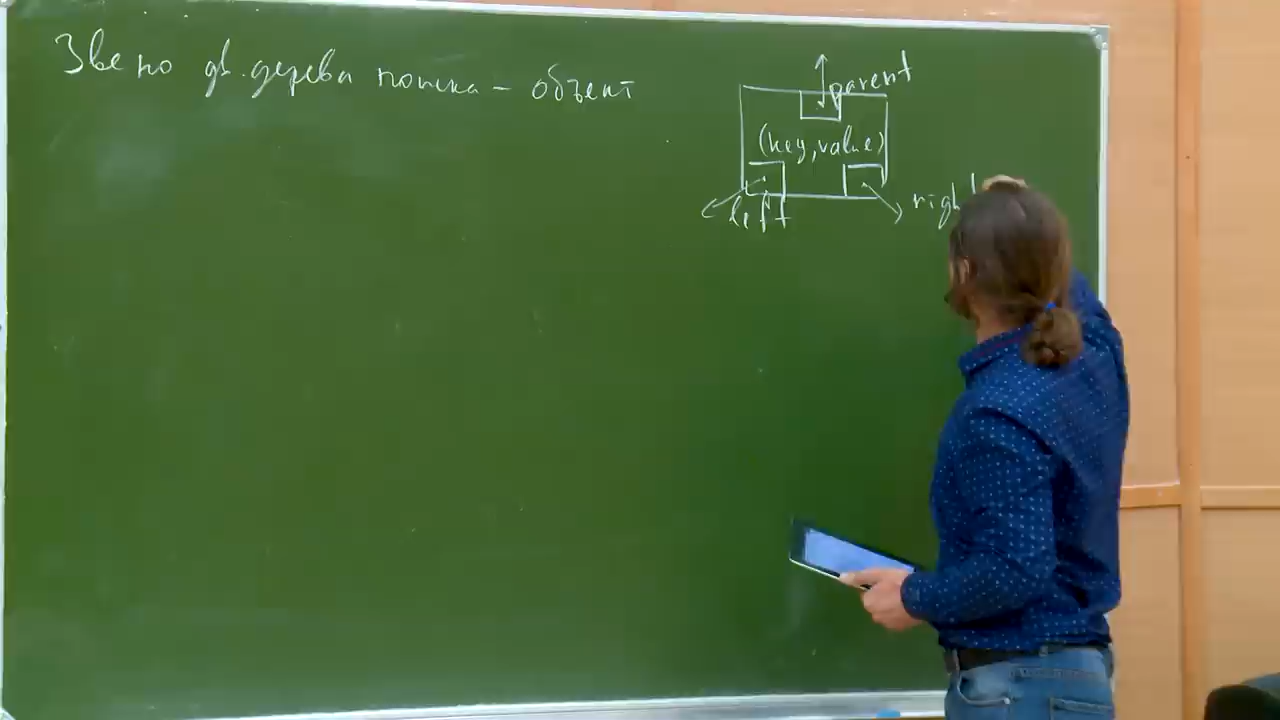 Звено дв. дерева поиска – объект
parent
(key, value)
left
right